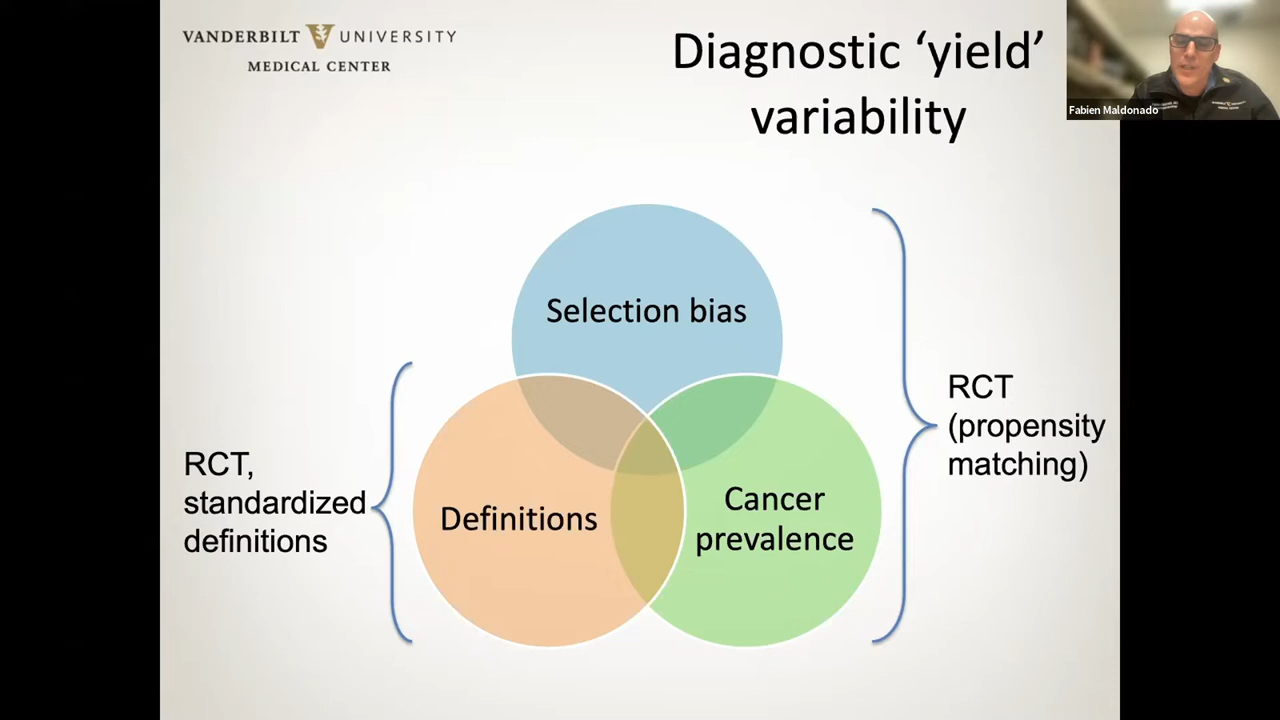 VANDERBILT UNIVERSITY
MEDICAL CENTER
Diagnostic ‘yield’
variability
Fabien Maldonado
Selection bias
RCT
(propensity
matching)
RCT,
standardized
definitions
Definitions
Cancer
prevalence